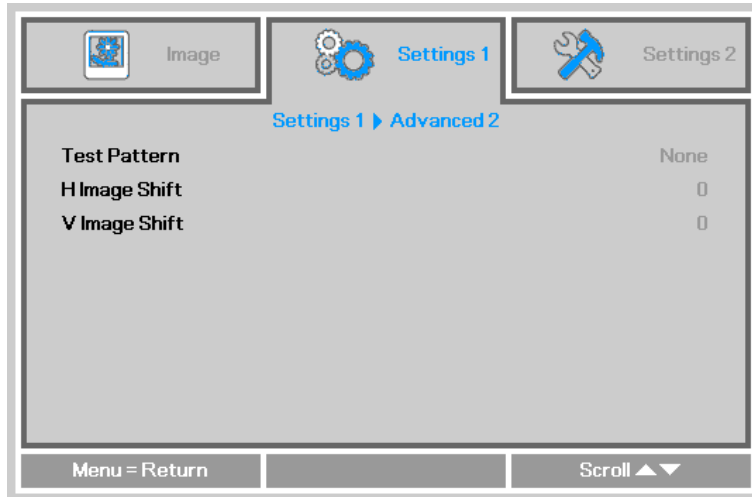 Image
Settings 1
Settings 2
Settings 1 ▶ Advanced 2
Test Pattern None
H Image Shift 0
V Image Shift 0
Menu = Return
Scroll ▲▼